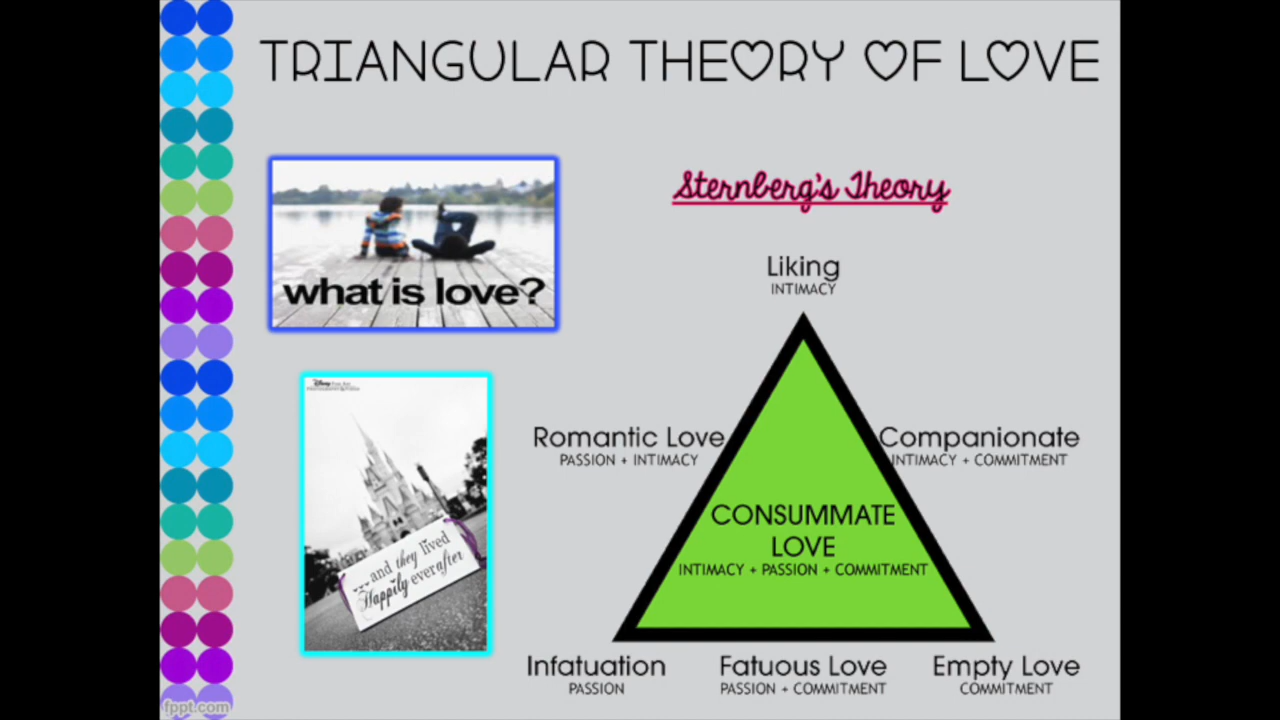 TRIANGULAR THEORY OF LOVE
what is love?
Sternberg's Theory
Liking
INTIMACY
Romantic Love
PASSION + INTIMACY
Companionate
INTIMACY + COMMITMENT
CONSUMMATE
LOVE
INTIMACY + PASSION + COMMITMENT
Disney
...and they lived
Happily ever after
Infatuation
PASSION
Fatuous Love
PASSION + COMMITMENT
Empty Love
COMMITMENT
fppt.com